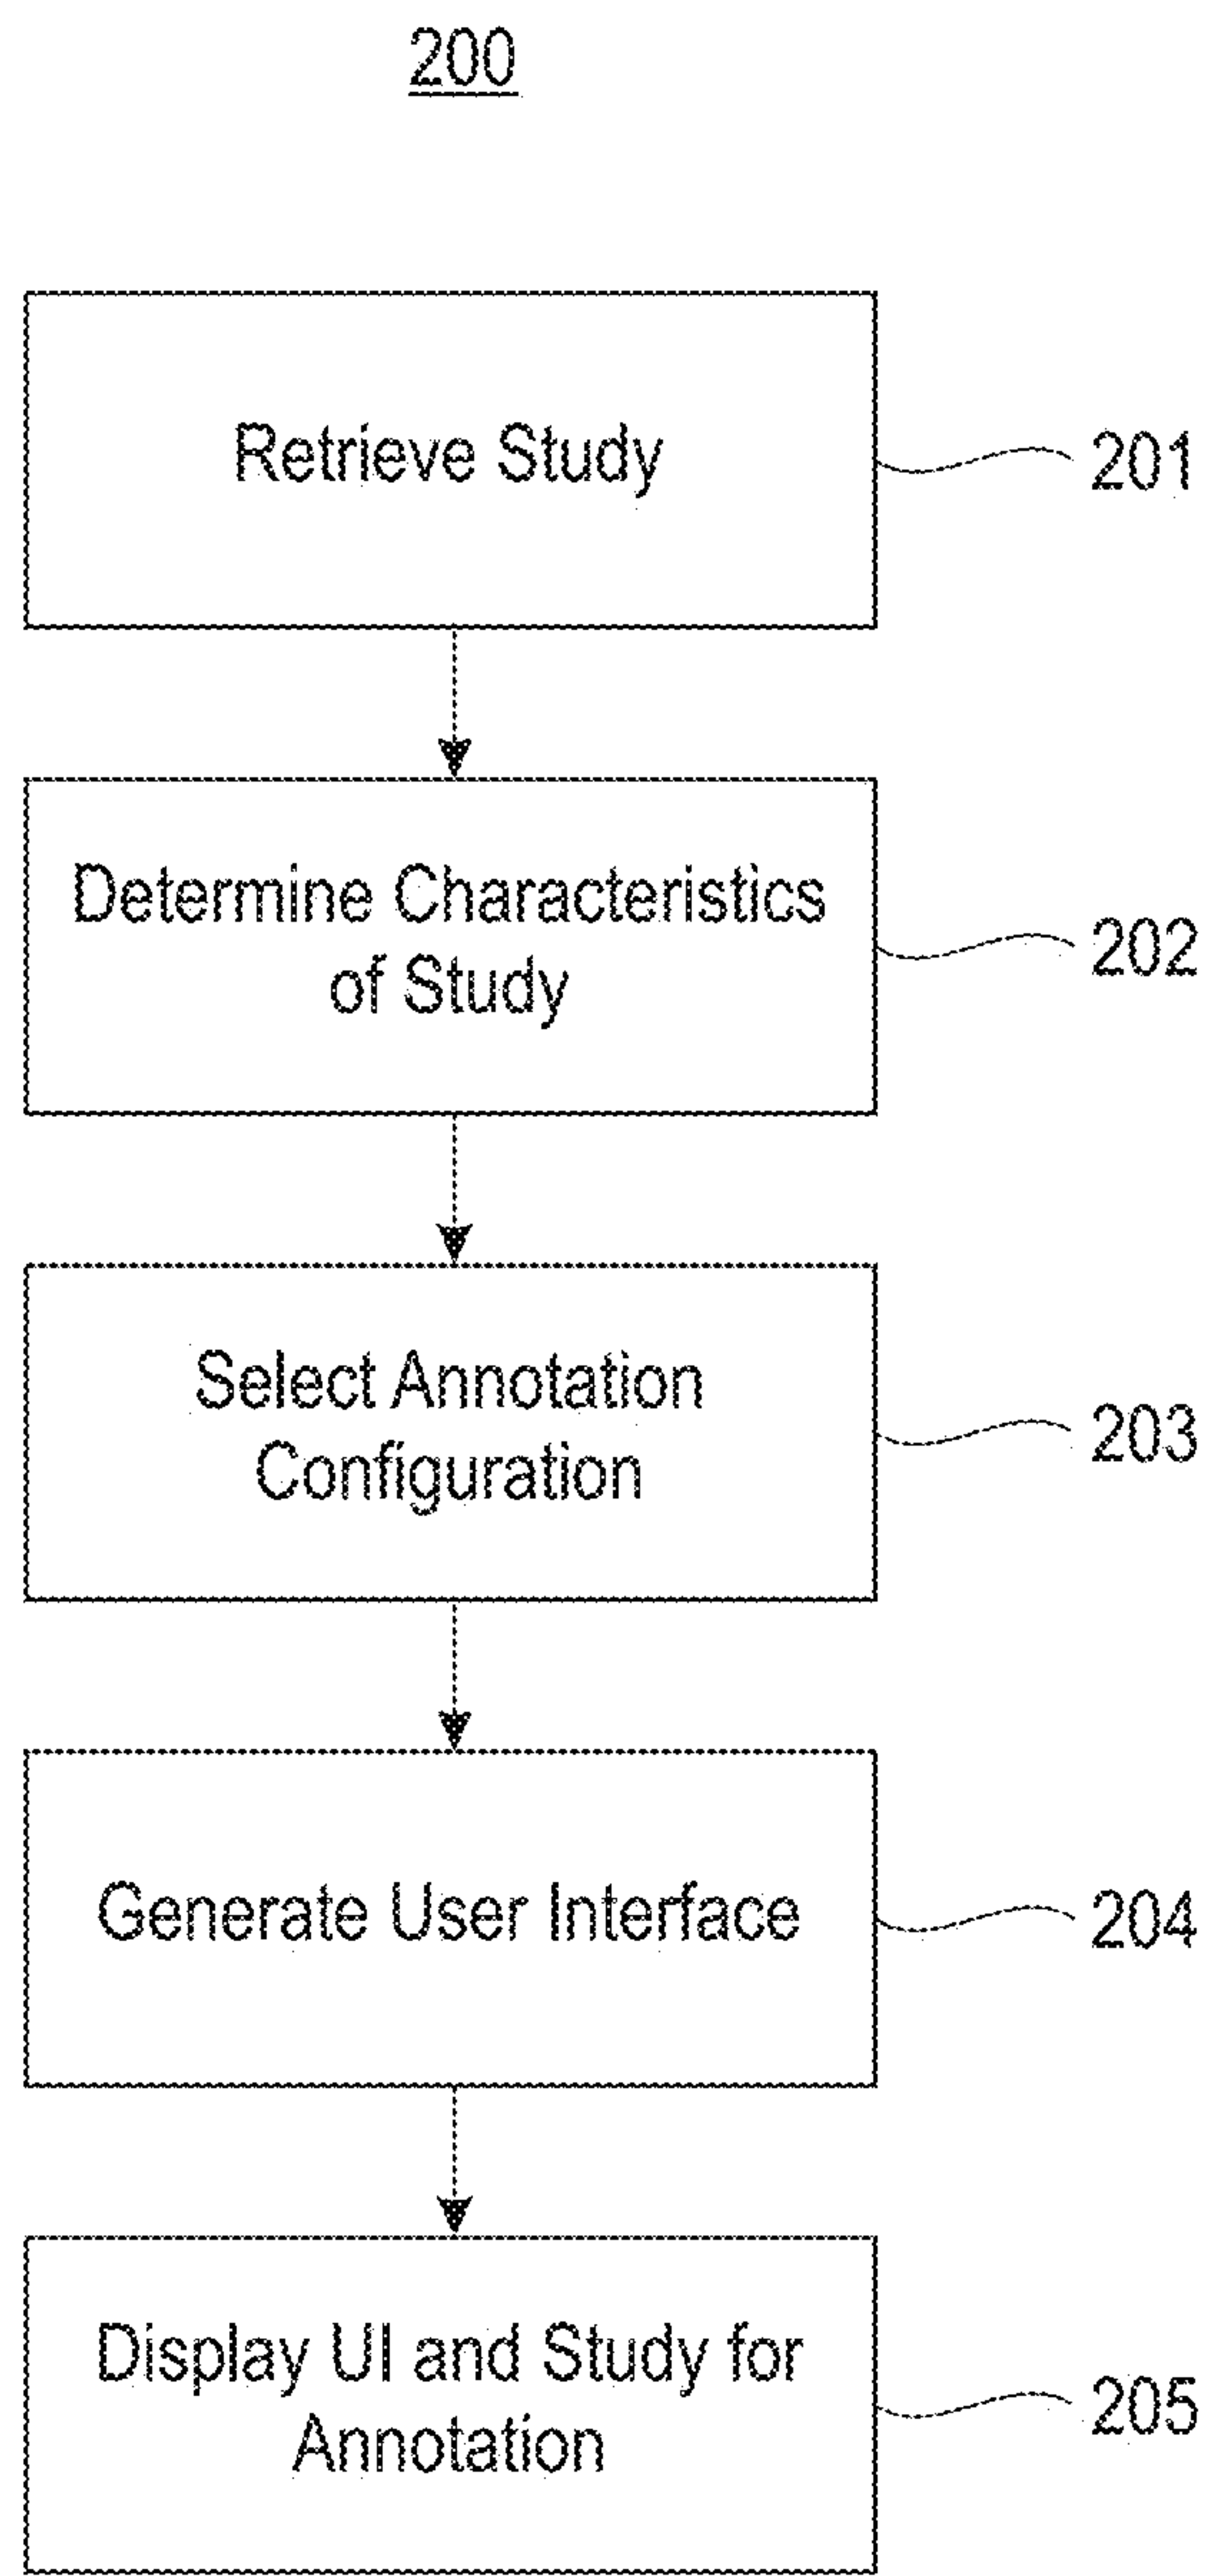 200
Retrieve Study
201
Determine Characteristics
of Study
202
Select Annotation
Configuration
203
Generate User Interface
204
Display UI and Study for
Annotation
205